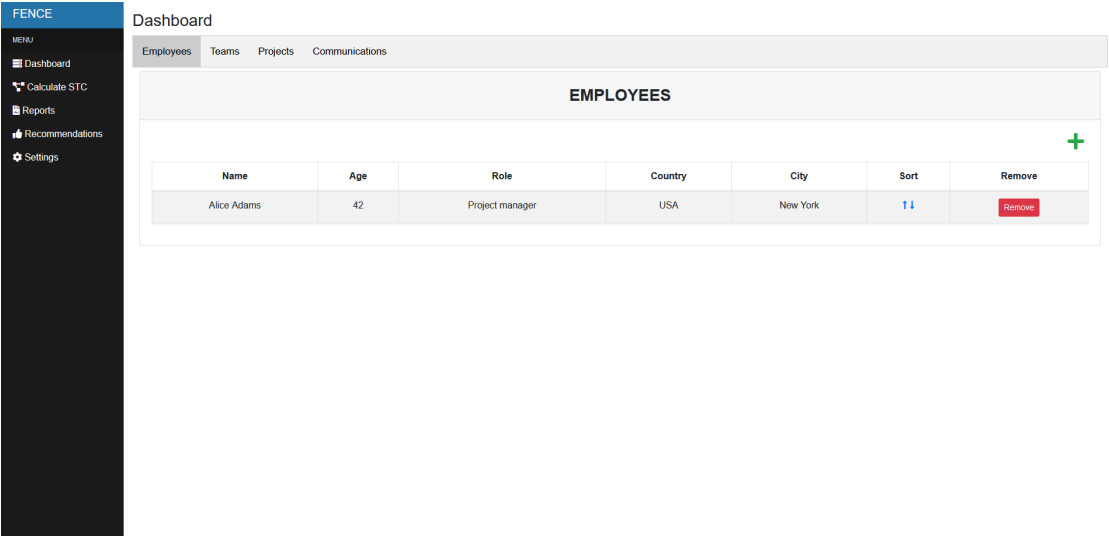 FENCE
MENU
Dashboard
Calculate STC
Reports
Recommendations
Settings
Dashboard
Employees Teams Projects Communications
EMPLOYEES
Name Age Role Country City Sort Remove
Alice Adams 42 Project manager USA New York Remove